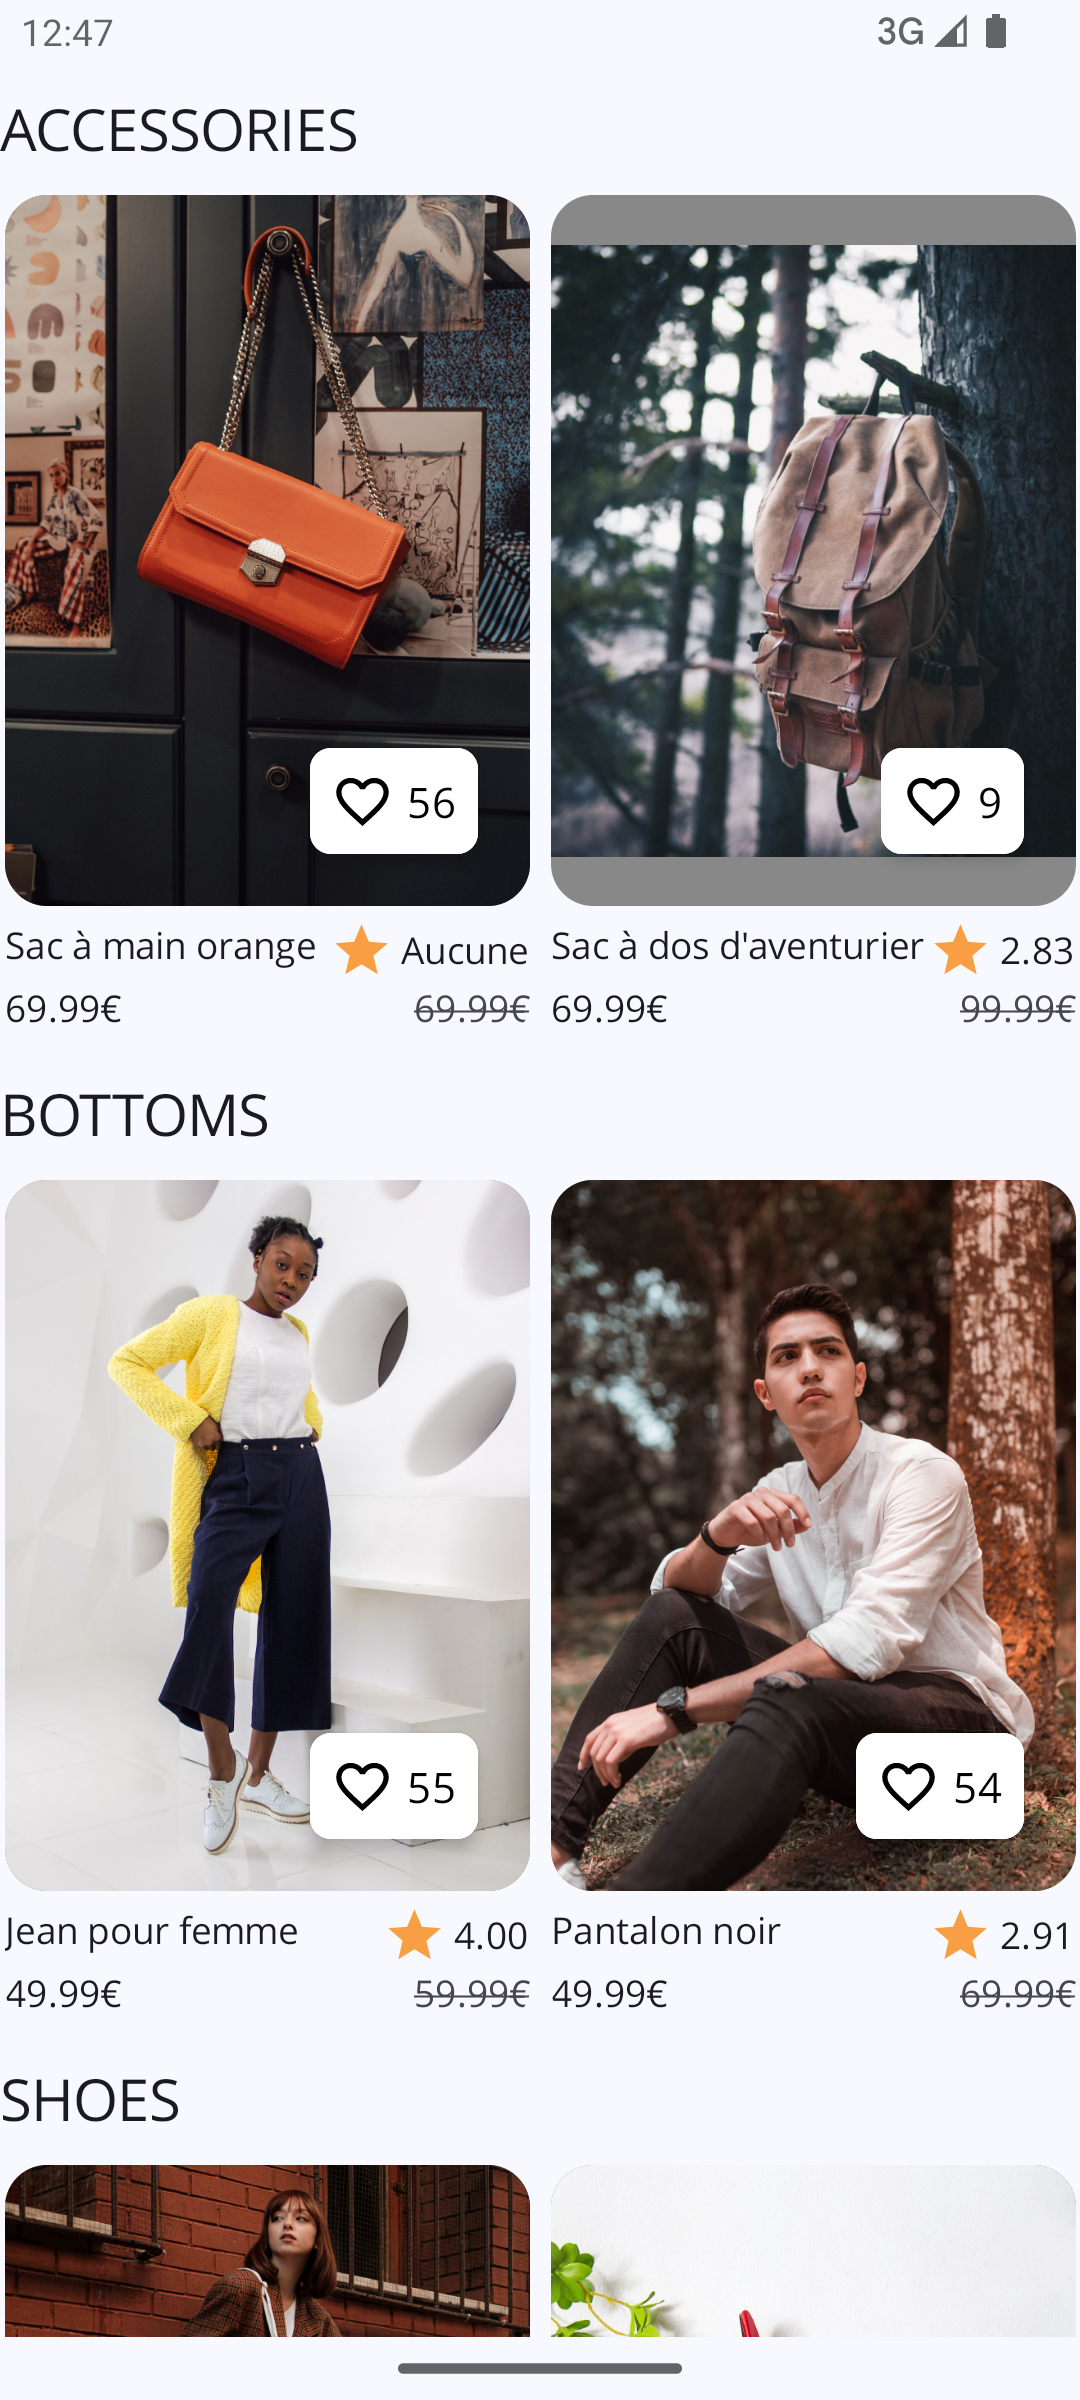 12:47 3G
ACCESSORIES
56
9
Sac à main orange Aucune
69.99€ 69.99€
Sac à dos d'aventurier 2.83
69.99€ 99.99€
BOTTOMS
55
54
Jean pour femme 4.00
49.99€ 59.99€
Pantalon noir 2.91
49.99€ 69.99€
SHOES